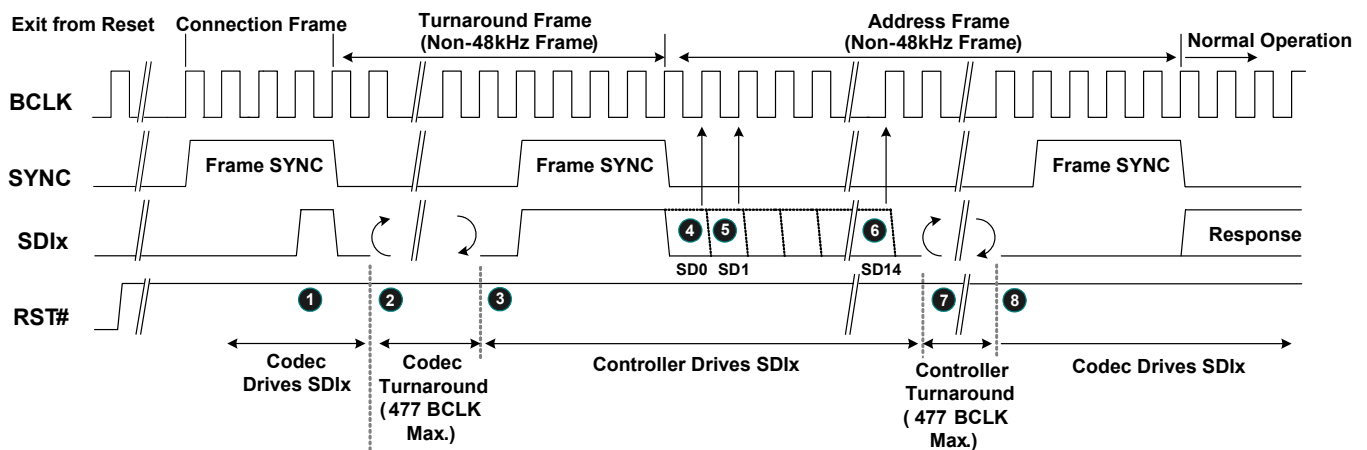 Exit from Reset
Connection Frame
Turnaround Frame
(Non-48kHz Frame)
Address Frame
(Non-48kHz Frame)
Normal Operation
BCLK
SYNC
Frame SYNC
Frame SYNC
Frame SYNC
SDIx
4
5
6
Response
SD0
SD1
SD14
RST#
1
2
3
7
8
Codec
Drives SDIx
Codec
Turnaround
(477 BCLK
Max.)
Controller Drives SDIx
Controller
Turnaround
( 477 BCLK
Max.)
Codec Drives SDIx